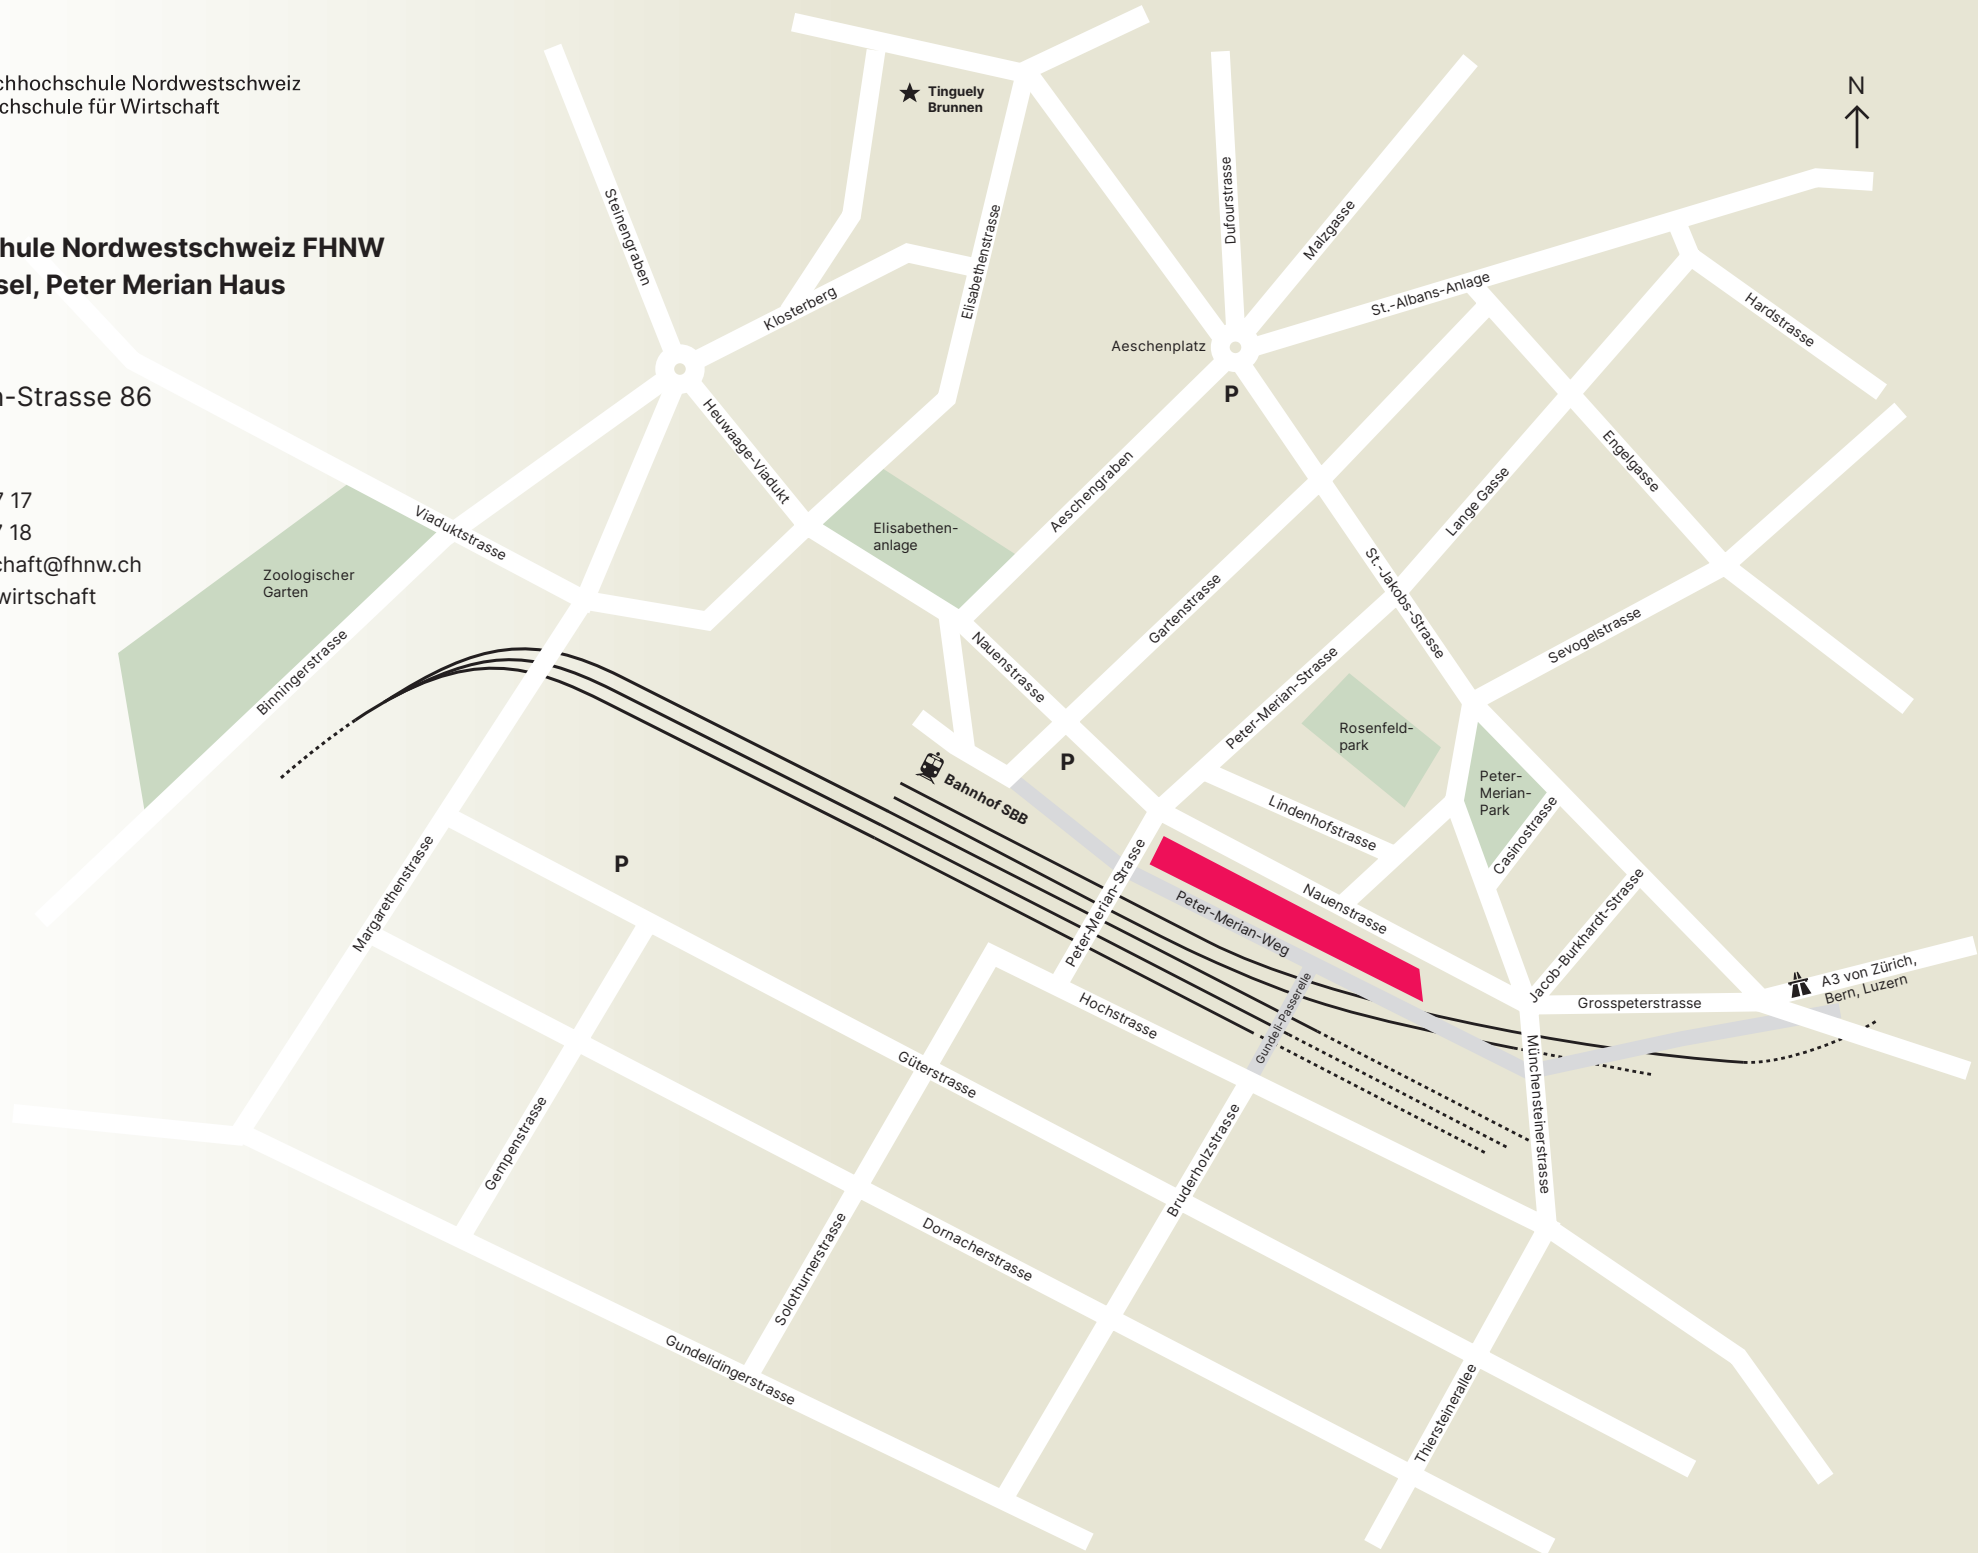 chhochschule Nordwestschweiz
chschule für Wirtschaft
hule Nordwestschweiz FHNW
sel, Peter Merian Haus
-Strasse 86
7 17
7 18
chaft@fhnw.ch
wirtschaft
N
Tinguely
Brunnen
Steinengraben
Klosterberg
Elisabethenstrasse
Dufourstrasse
Malzgasse
St.-Albans-Anlage
Hardstrasse
Aeschenplatz
P
Heuwaage-Viadukt
Aeschengraben
Lange Gasse
Engelgasse
Viaduktstrasse
Elisabethen-
anlage
Zoologischer
Garten
Binningerstrasse
Nauenstrasse
Gartenstrasse
St.-Jakobs-Strasse
Sevogelstrasse
Peter-Merian-Strasse
Rosenfeld-
park
P
Bahnhof SBB
Peter-
Merian-
Park
Lindenhofstrasse
Casinostrasse
P
Margarethenstrasse
Peter-Merian-Strasse
Peter-Merian-Weg
Nauenstrasse
Jacob-Burkhardt-Strasse
A3 von Zürich,
Bern, Luzern
Grosspeterstrasse
Gundeli-Passerelle
Hochstrasse
Münchensteinerstrasse
Güterstrasse
Gempenstrasse
Bruderholzstrasse
Solothurnerstrasse
Dornacherstrasse
Gundelidingerstrasse
Thiersteinerallee